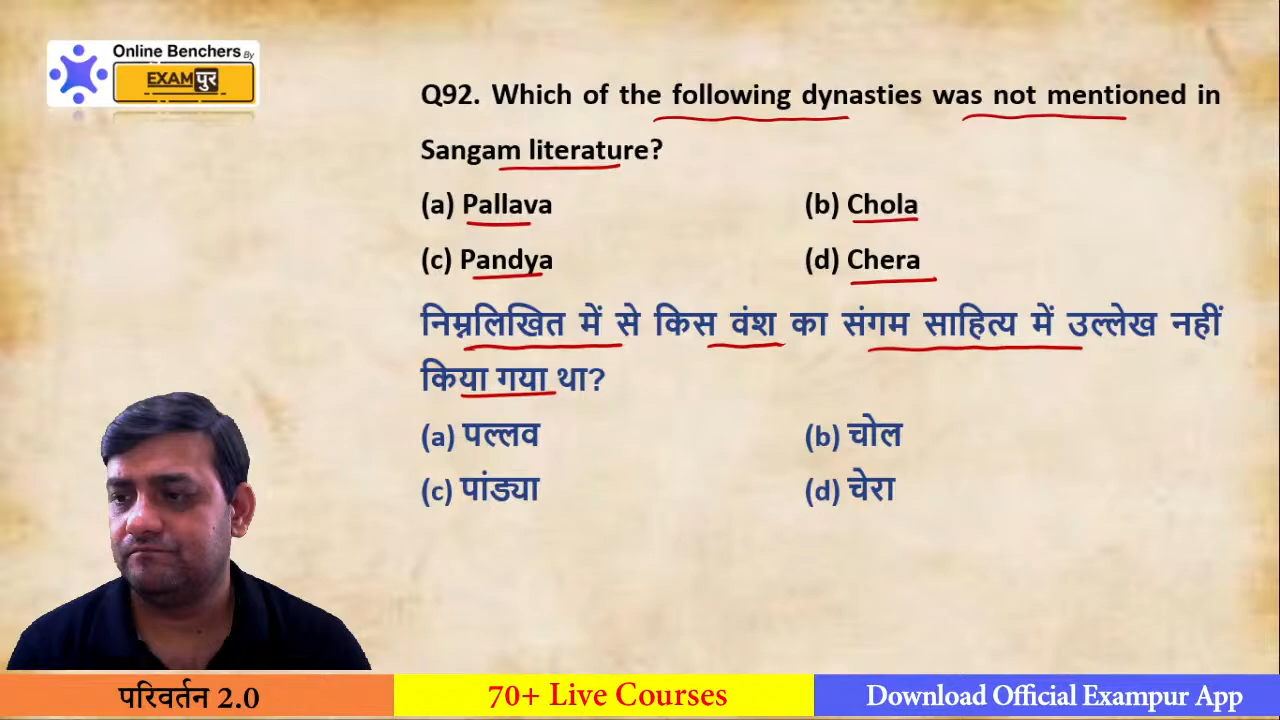 Online Benchers By
EXAMपुर
Q92. Which of the following dynasties was not mentioned in
Sangam literature?
(a) Pallava (b) Chola
(c) Pandya (d) Chera
निम्नलिखित में से किस वंश का संगम साहित्य में उल्लेख नहीं
किया गया था?
(a) पल्लव (b) चोल
(c) पांड्या (d) चेरा
परिवर्तन 2.0 70+ Live Courses Download Official Exampur App